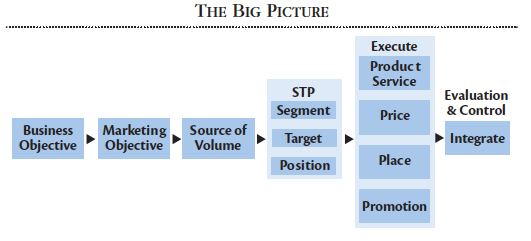 THE BIG PICTURE
Business
Objective
Marketing
Objective
Source of
Volume
STP
Segment
Target
Position
Execute
Product
Service
Price
Place
Promotion
Evaluation
& Control
Integrate